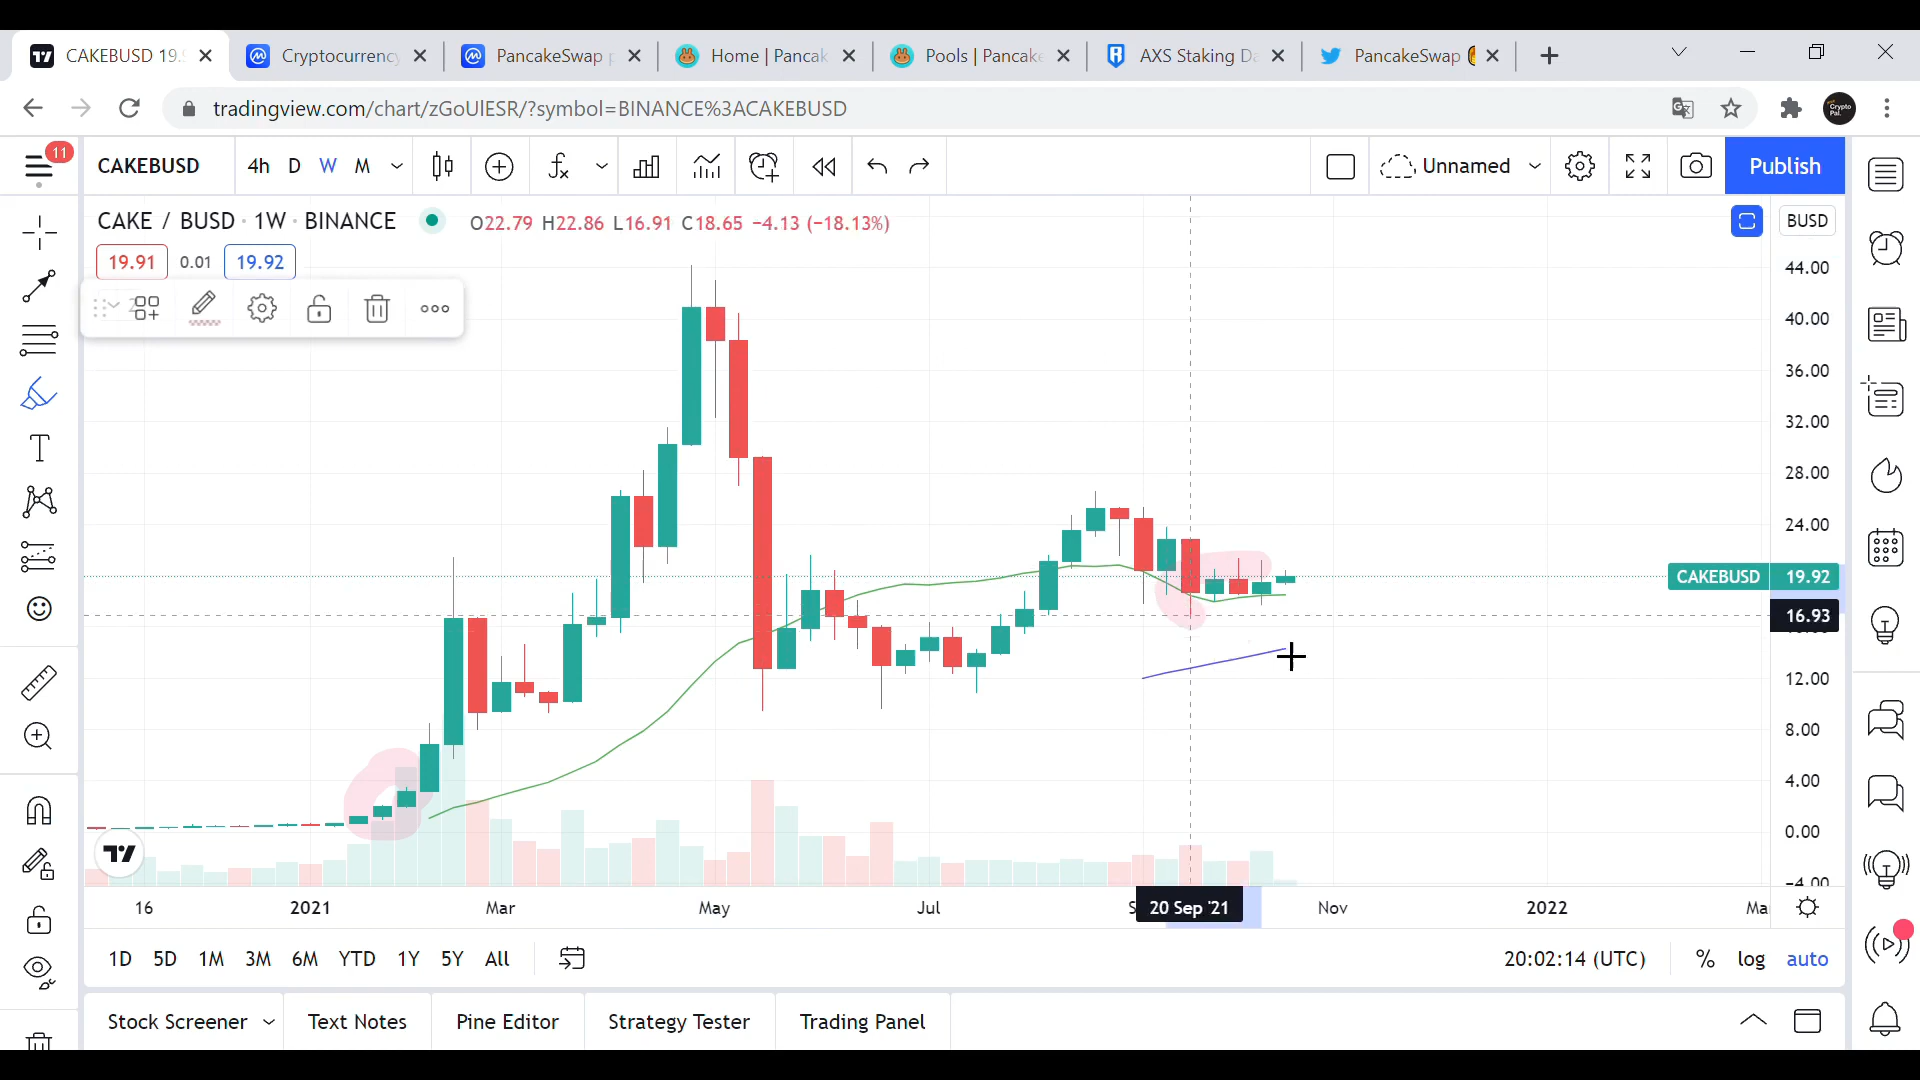 CAKEBUSD 19.
Cryptocurrency
PancakeSwap p
Home | Pancak
Pools | Pancake
AXS Staking Da
PancakeSwap
tradingview.com/chart/zGoUlESR/?symbol=BINANCE%3ACAKEBUSD
Crypto Pal.
11
CAKEBUSD
4h D W M
Unnamed
Publish
CAKE / BUSD · 1W · BINANCE
O22.79 H22.86 L16.91 C18.65 −4.13 (−18.13%)
BUSD
19.91 0.01 19.92
44.00
40.00
36.00
32.00
28.00
24.00
CAKEBUSD 19.92
16.93
12.00
8.00
4.00
0.00
−4.00
16 2021 Mar May Jul 20 Sep '21 Nov 2022 Ma
1D 5D 1M 3M 6M YTD 1Y 5Y All
20:02:14 (UTC) % log auto
Stock Screener Text Notes Pine Editor Strategy Tester Trading Panel